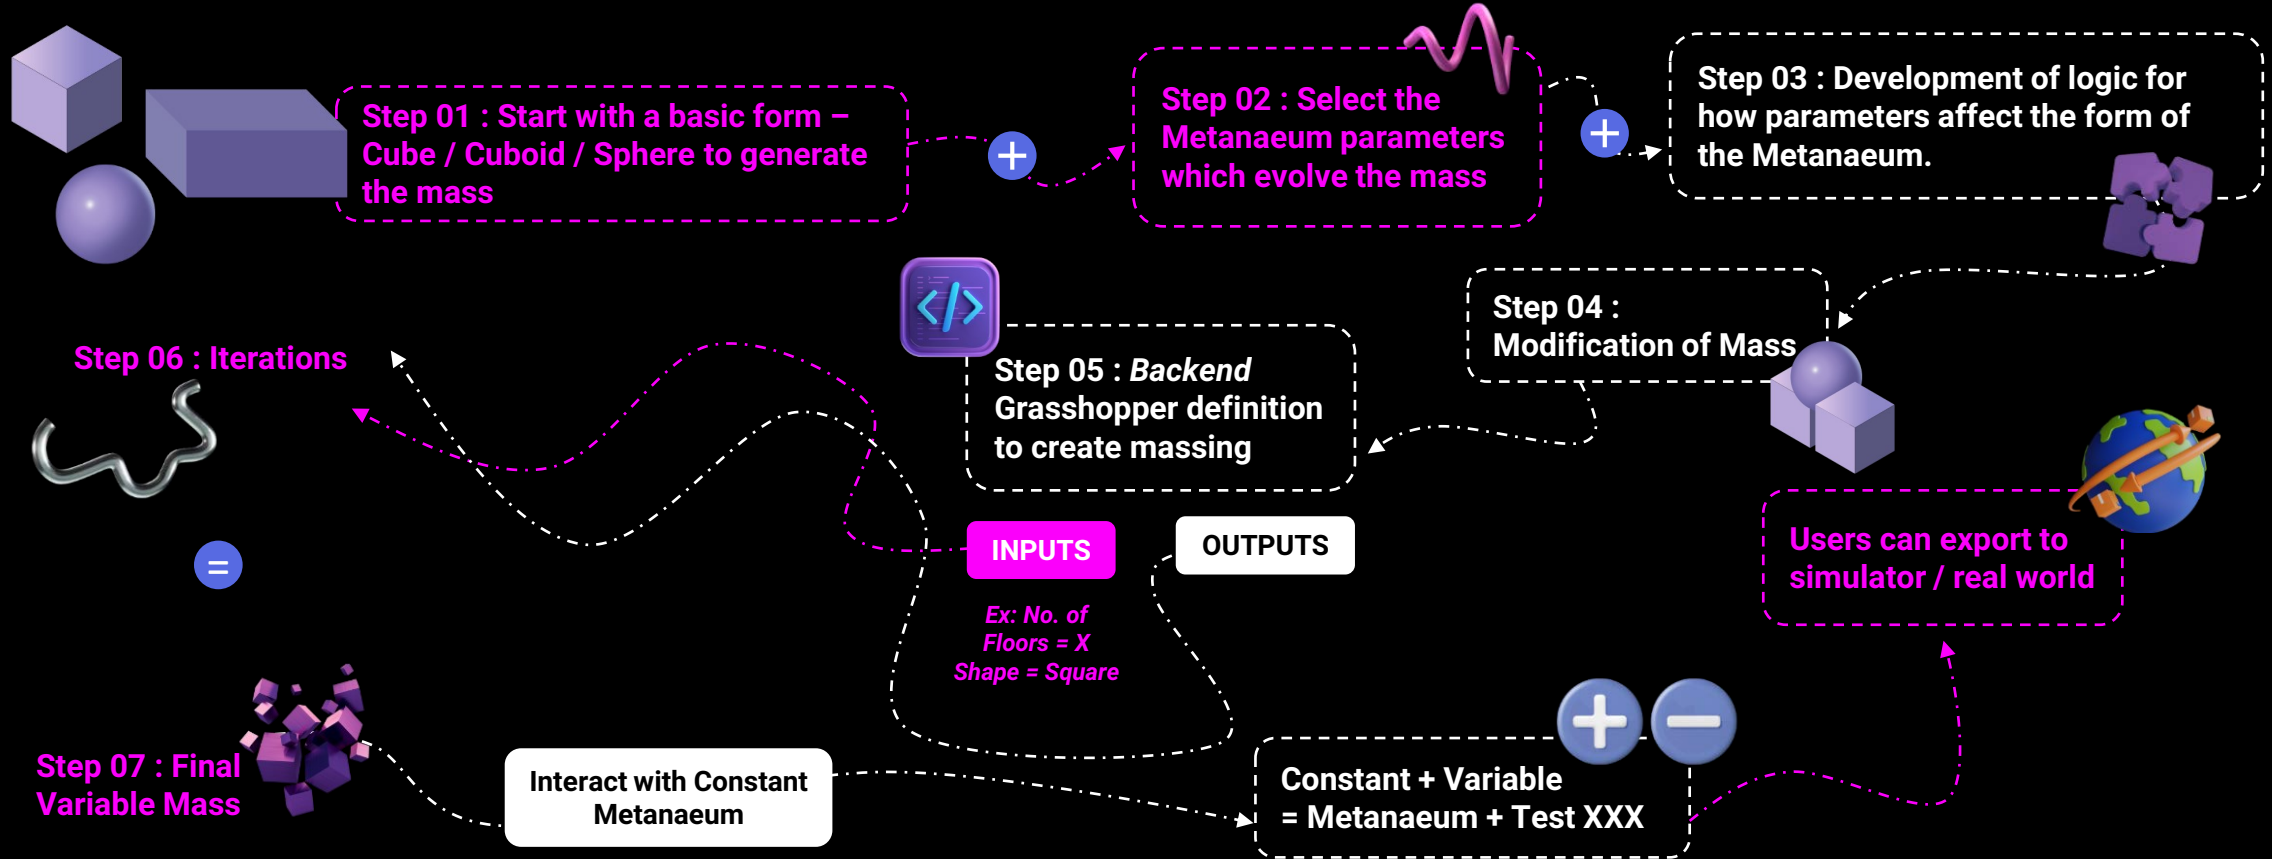 Step 01 : Start with a basic form –
Cube / Cuboid / Sphere to generate
the mass
Step 02 : Select the
Metanaeum parameters
which evolve the mass
Step 03 : Development of logic for
how parameters affect the form of
the Metanaeum.
Step 04 :
Modification of Mass
Step 05 : Backend
Grasshopper definition
to create massing
INPUTS
OUTPUTS
Ex: No. of
Floors = X
Shape = Square
Step 06 : Iterations
=
Step 07 : Final
Variable Mass
Interact with Constant
Metanaeum
Constant + Variable
= Metanaeum + Test XXX
Users can export to
simulator / real world